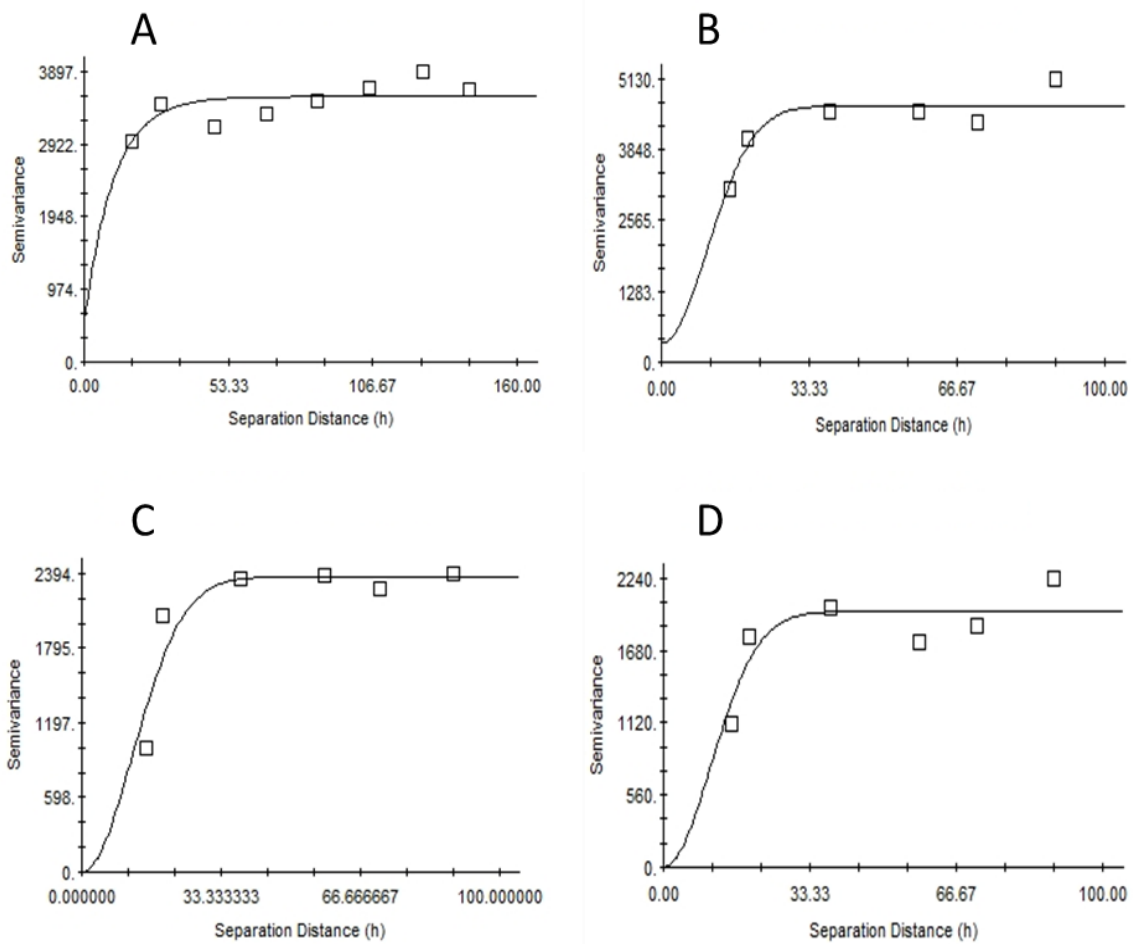 A
3897.
2922.
1948.
974.
0.
Semivariance
0.00 53.33 106.67 160.00
Separation Distance (h)
B
5130.
3848.
2565.
1283.
0.
Semivariance
0.00 33.33 66.67 100.00
Separation Distance (h)
C
2394.
1795.
1197.
598.
0.
Semivariance
0.000000 33.333333 66.666667 100.000000
Separation Distance (h)
D
2240.
1680.
1120.
560.
0.
Semivariance
0.00 33.33 66.67 100.00
Separation Distance (h)